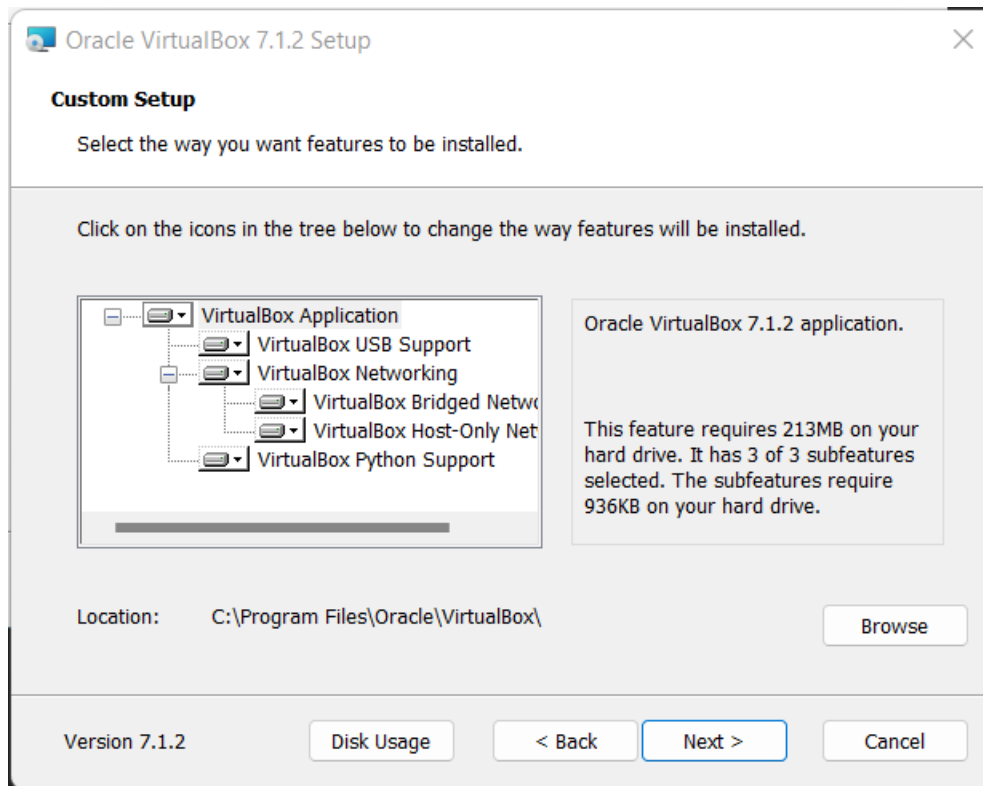 Oracle VirtualBox 7.1.2 Setup
Custom Setup
Select the way you want features to be installed.
Click on the icons in the tree below to change the way features will be installed.
VirtualBox Application
VirtualBox USB Support
VirtualBox Networking
VirtualBox Bridged Netwo
VirtualBox Host-Only Net
VirtualBox Python Support
Oracle VirtualBox 7.1.2 application.
This feature requires 213MB on your
hard drive. It has 3 of 3 subfeatures
selected. The subfeatures require
936KB on your hard drive.
Location: C:\Program Files\Oracle\VirtualBox\
Browse
Version 7.1.2 Disk Usage < Back Next > Cancel